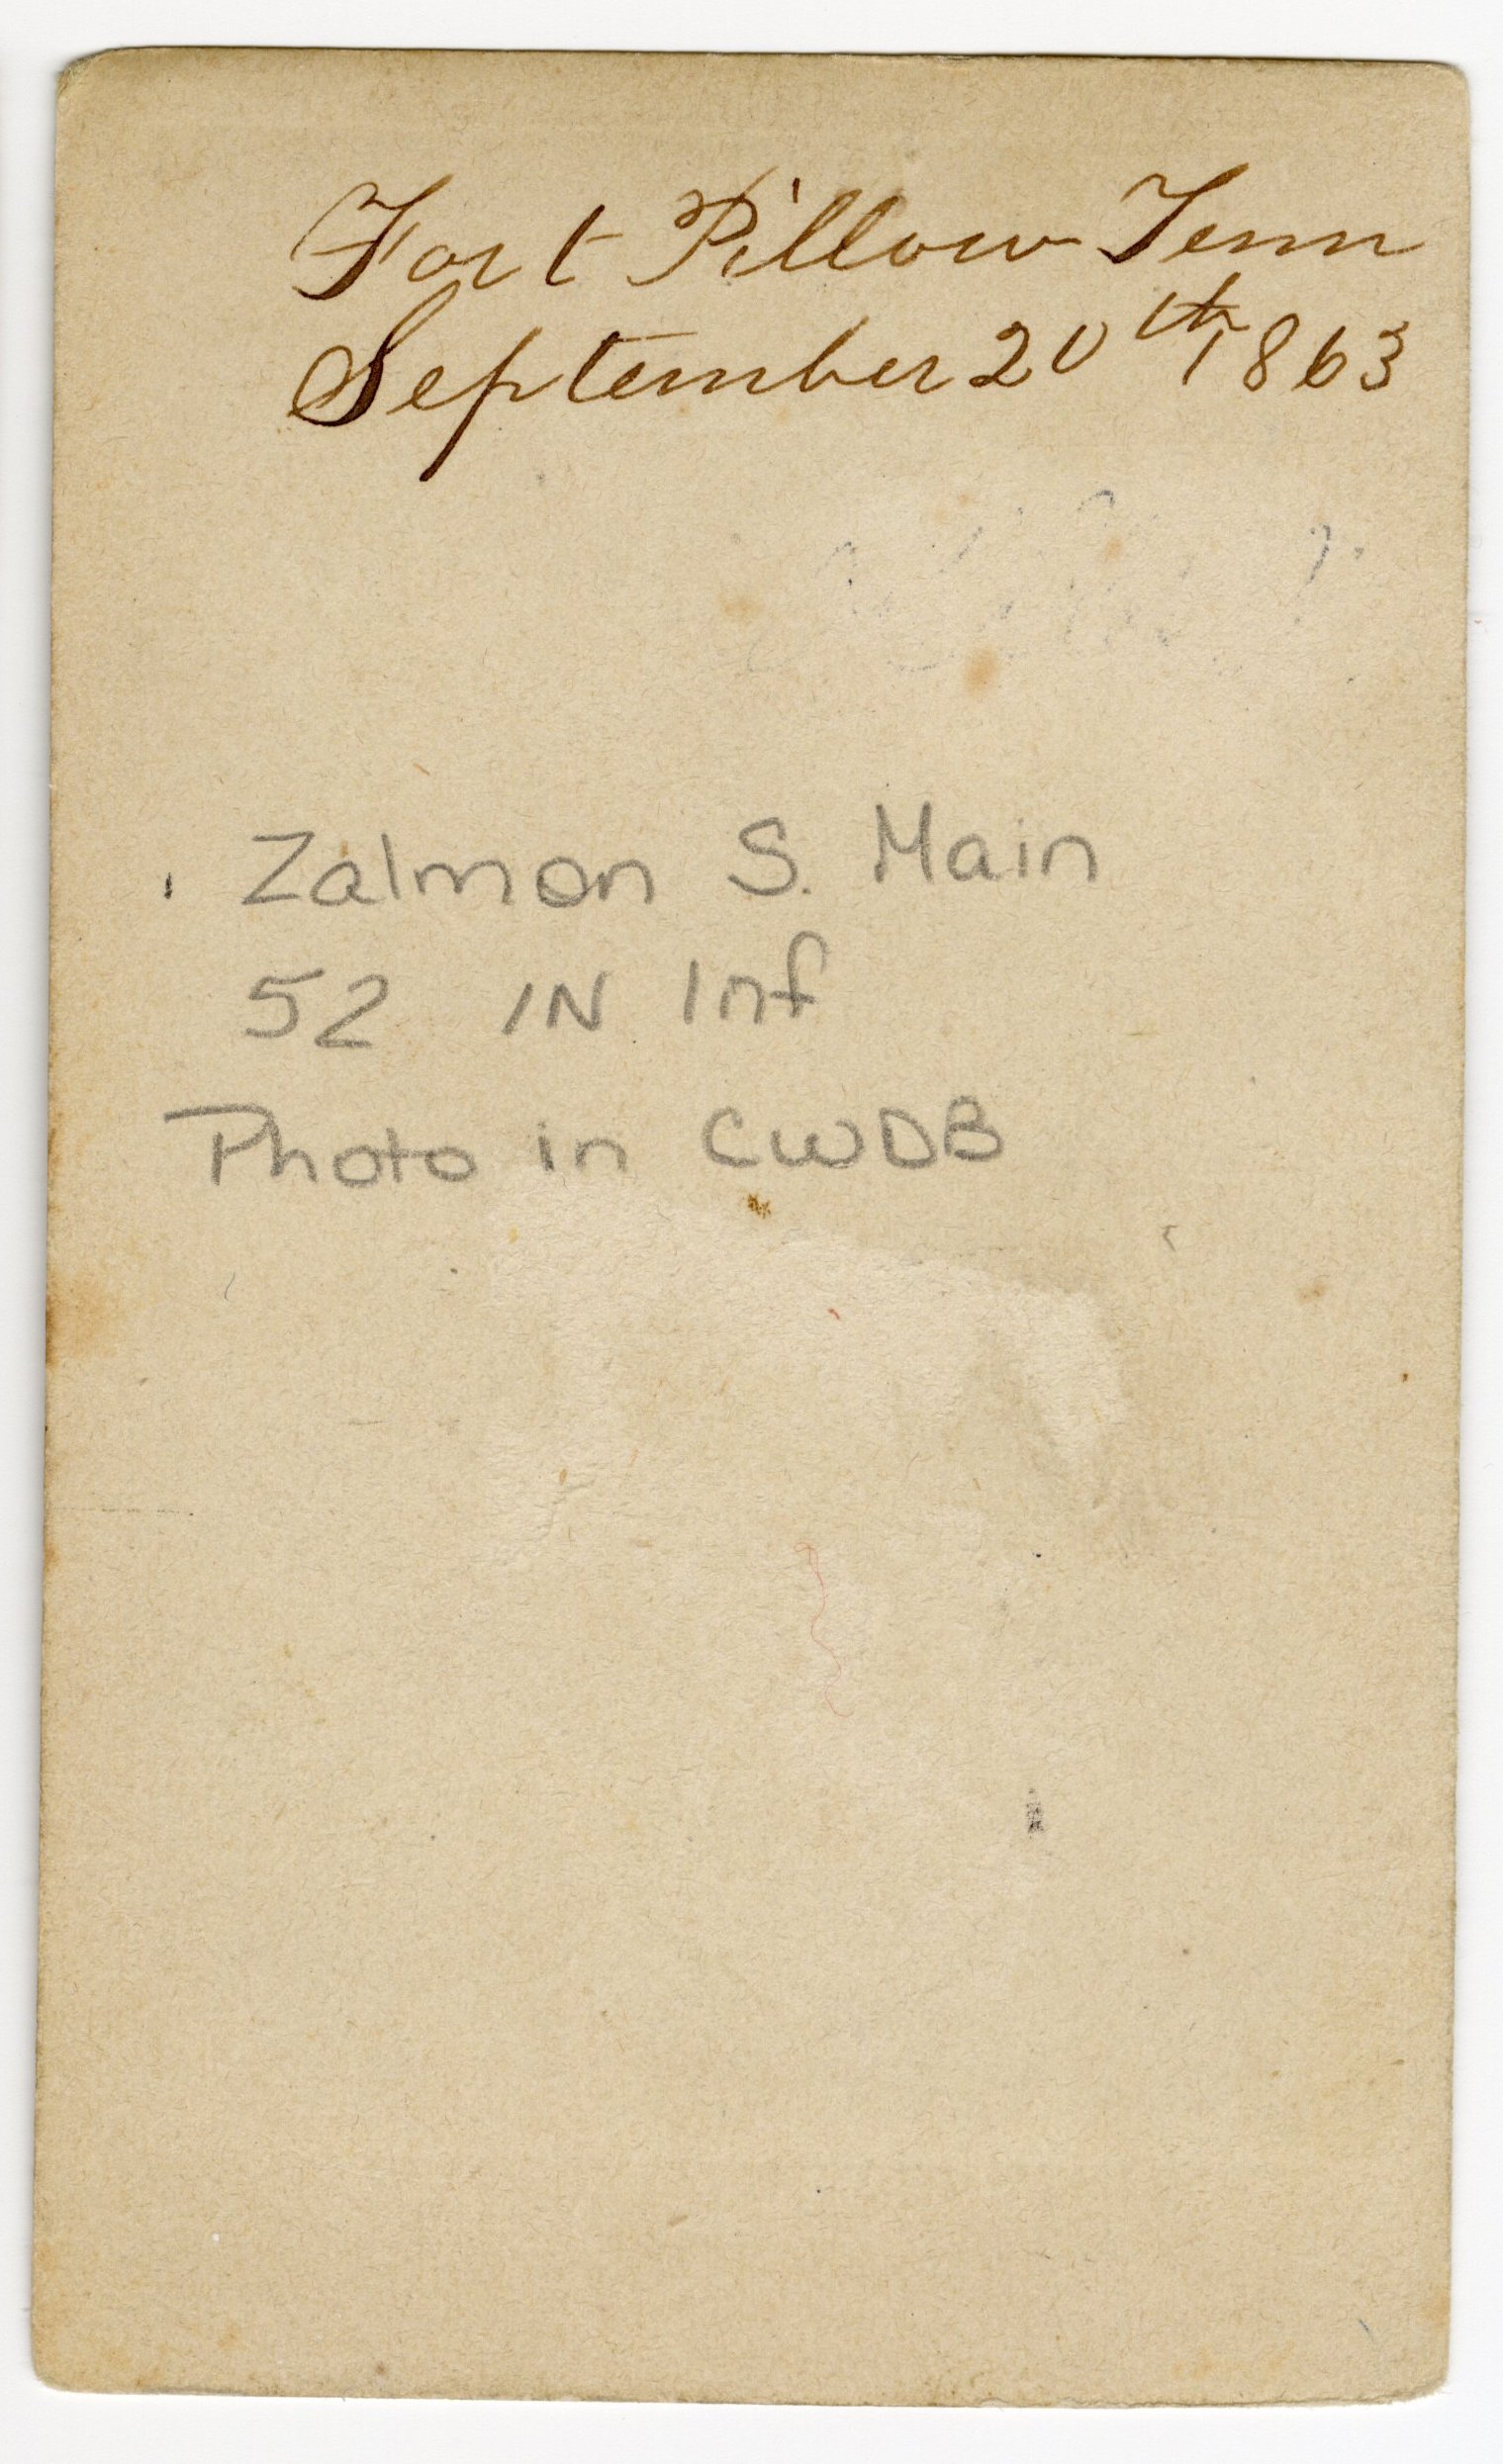 Fort Pillow Tenn
September 20th 1863
Zalmon S. Main
52 IN Inf
Photo in CWDB